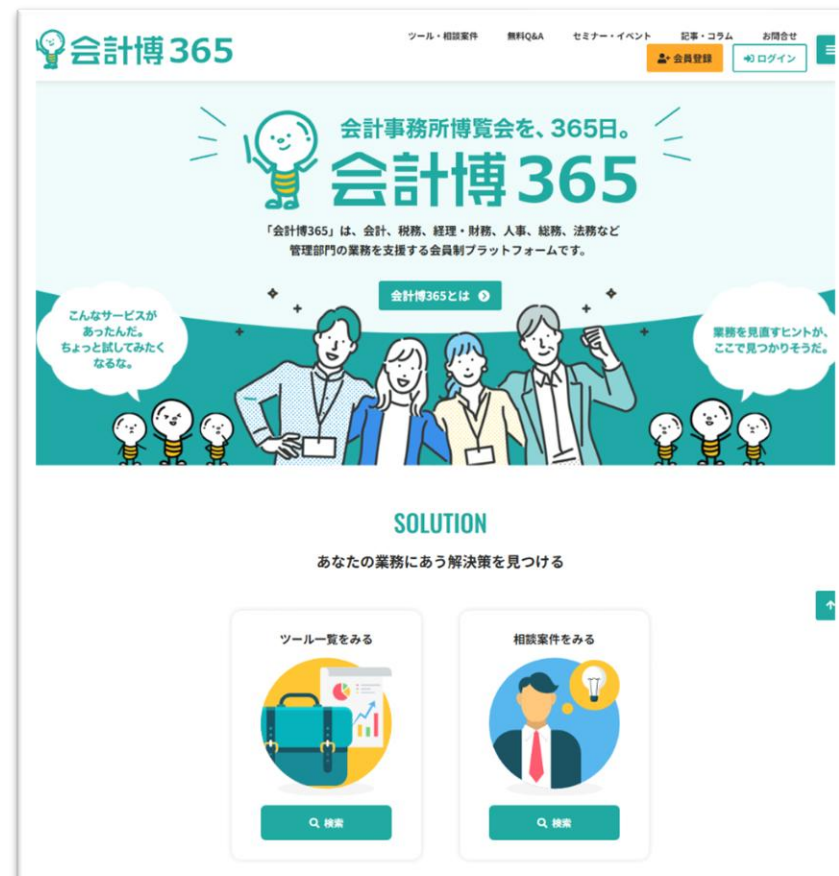 会計博365
ツール・相談案件 無料Q&A セミナー・イベント 記事・コラム お問合せ
会員登録 ログイン
会計事務所博覧会を、365日。
会計博365
「会計博365」は、会計、税務、経理・財務、人事、総務、法務など
管理部門の業務を支援する会員制プラットフォームです。
会計博365とは
こんなサービスが
あったんだ。
ちょっと試してみたく
なるな。
業務を見直すヒントが、
ここで見つかりそうだ。
SOLUTION
あなたの業務にあう解決策を見つける
ツール一覧をみる
検索
相談案件をみる
検索